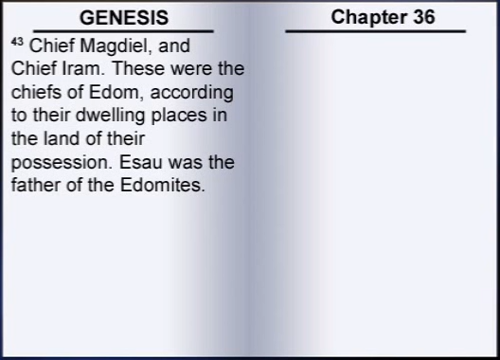 GENESIS
Chapter 36
43 Chief Magdiel, and
Chief Iram. These were the
chiefs of Edom, according
to their dwelling places in
the land of their
possession. Esau was the
father of the Edomites.